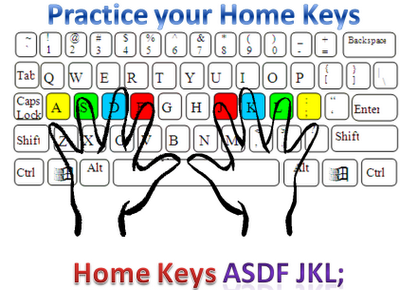 Practice your Home Keys
~ ` ! 1 @ 2 # 3 $ 4 % 5 ^ 6 & 7 * 8 ( 9 ) 0 _ - + = Backspace
Tab Q W E R T Y U I O P { [ } ] | \
Caps Lock A S D F G H J K L : ; " ' Enter
Shift Z X C V B N M Shift
Ctrl Alt Alt Ctrl
Home Keys ASDF JKL;